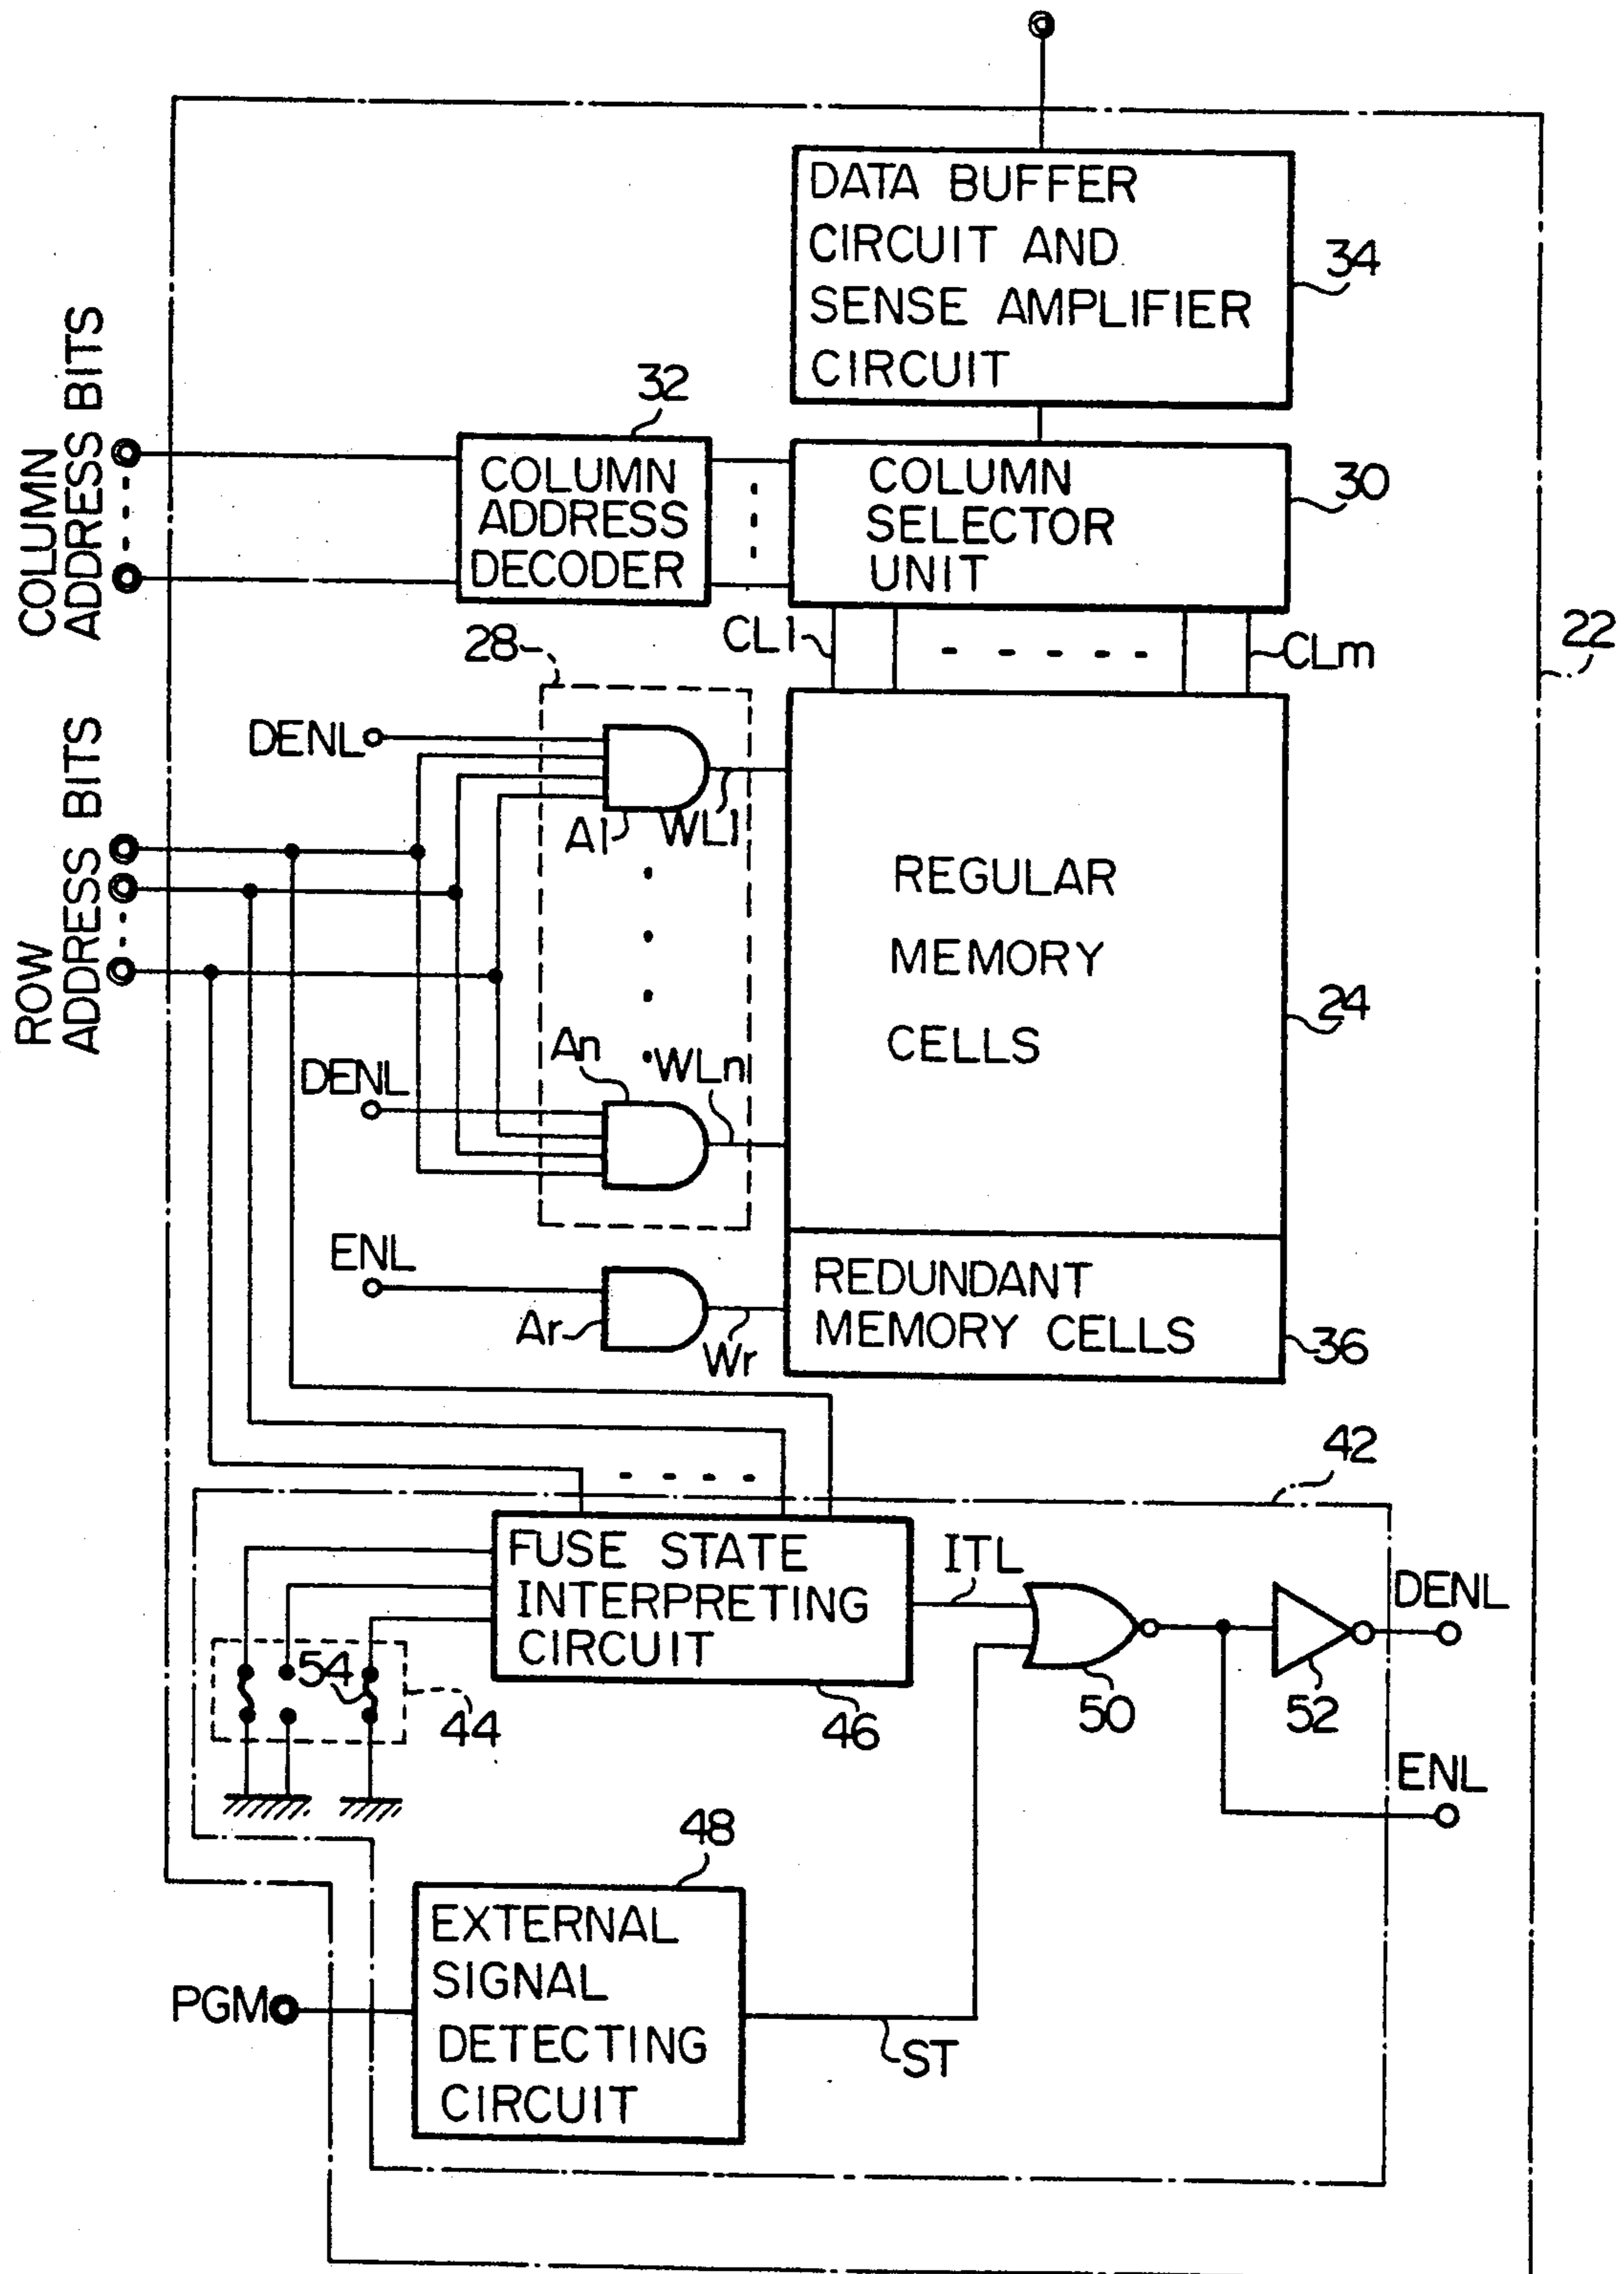 DATA BUFFER
CIRCUIT AND
SENSE AMPLIFIER
CIRCUIT
34
COLUMN
ADDRESS BITS
32
COLUMN
ADDRESS
DECODER
COLUMN
SELECTOR
UNIT
30
28
CL1
CLm
22
ROW
ADDRESS BITS
DENL
A1
WL1
REGULAR
MEMORY
CELLS
24
DENL
An
WLn
ENL
Ar
Wr
REDUNDANT
MEMORY CELLS
36
42
FUSE STATE
INTERPRETING
CIRCUIT
46
ITL
50
52
DENL
ENL
54
44
48
EXTERNAL
SIGNAL
DETECTING
CIRCUIT
PGM
ST